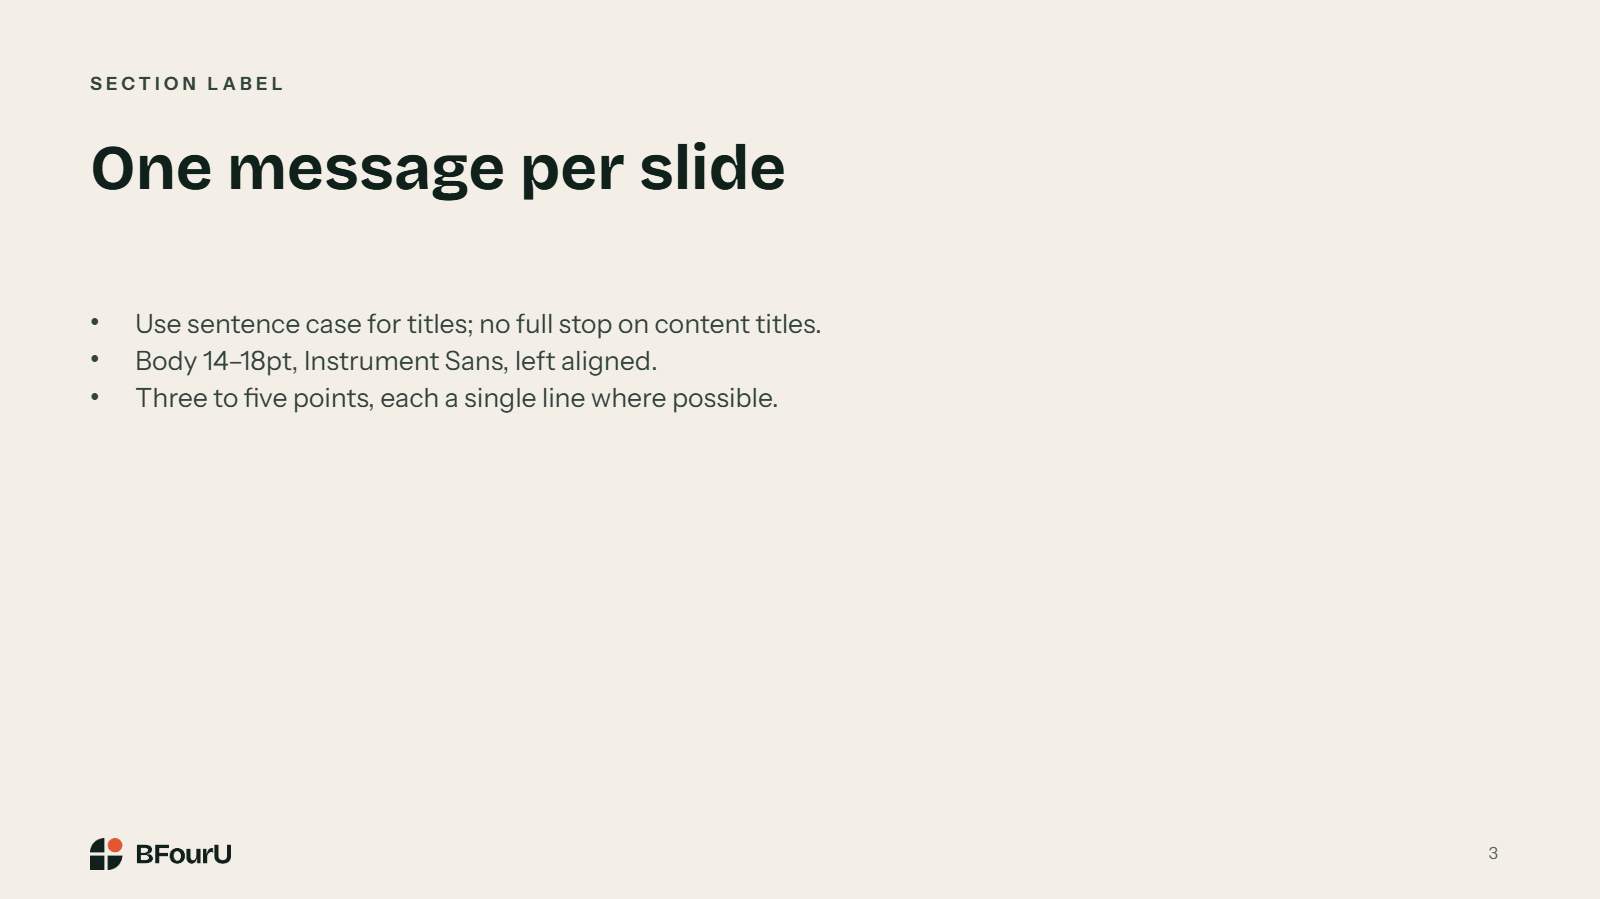 SECTION LABEL
One message per slide
• Use sentence case for titles; no full stop on content titles.
• Body 14–18pt, Instrument Sans, left aligned.
• Three to five points, each a single line where possible.
BFourU
3